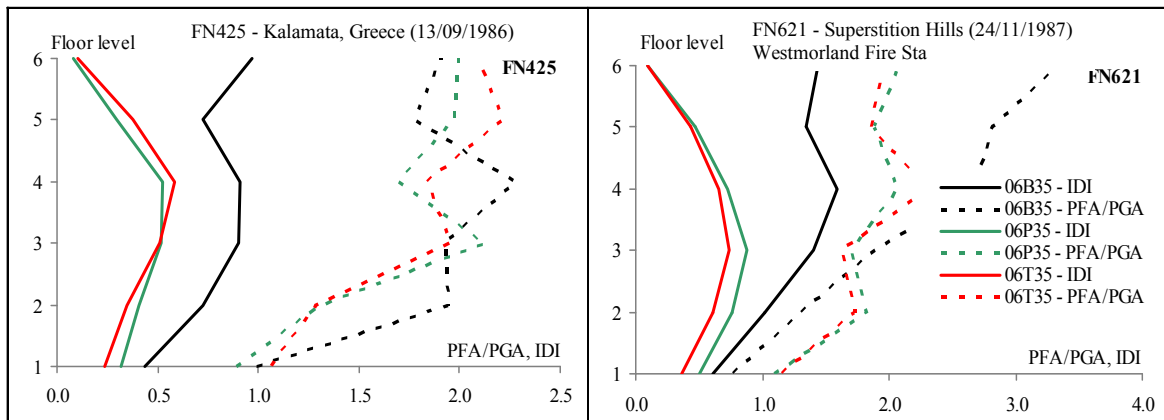 FN425 - Kalamata, Greece (13/09/1986)
Floor level
6
FN425
5
4
3
2
PFA/PGA, IDI
1
0.0 0.5 1.0 1.5 2.0 2.5
FN621 - Superstition Hills (24/11/1987)
Floor level
Westmorland Fire Sta
6
FN621
5
4
06B35 - IDI
06B35 - PFA/PGA
06P35 - IDI
3
06P35 - PFA/PGA
06T35 - IDI
06T35 - PFA/PGA
2
PFA/PGA, IDI
1
0.0 1.0 2.0 3.0 4.0